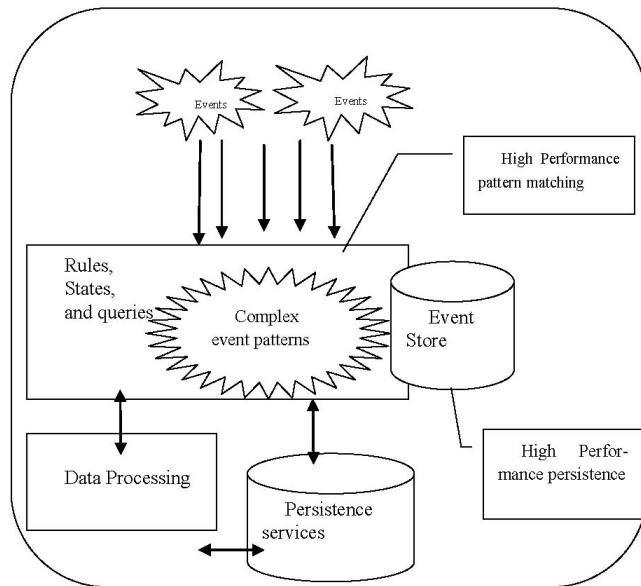 Events
Events
High Performance
pattern matching
Rules,
States,
and queries
Complex
event patterns
Event
Store
High Perfor-
mance persistence
Data Processing
Persistence
services